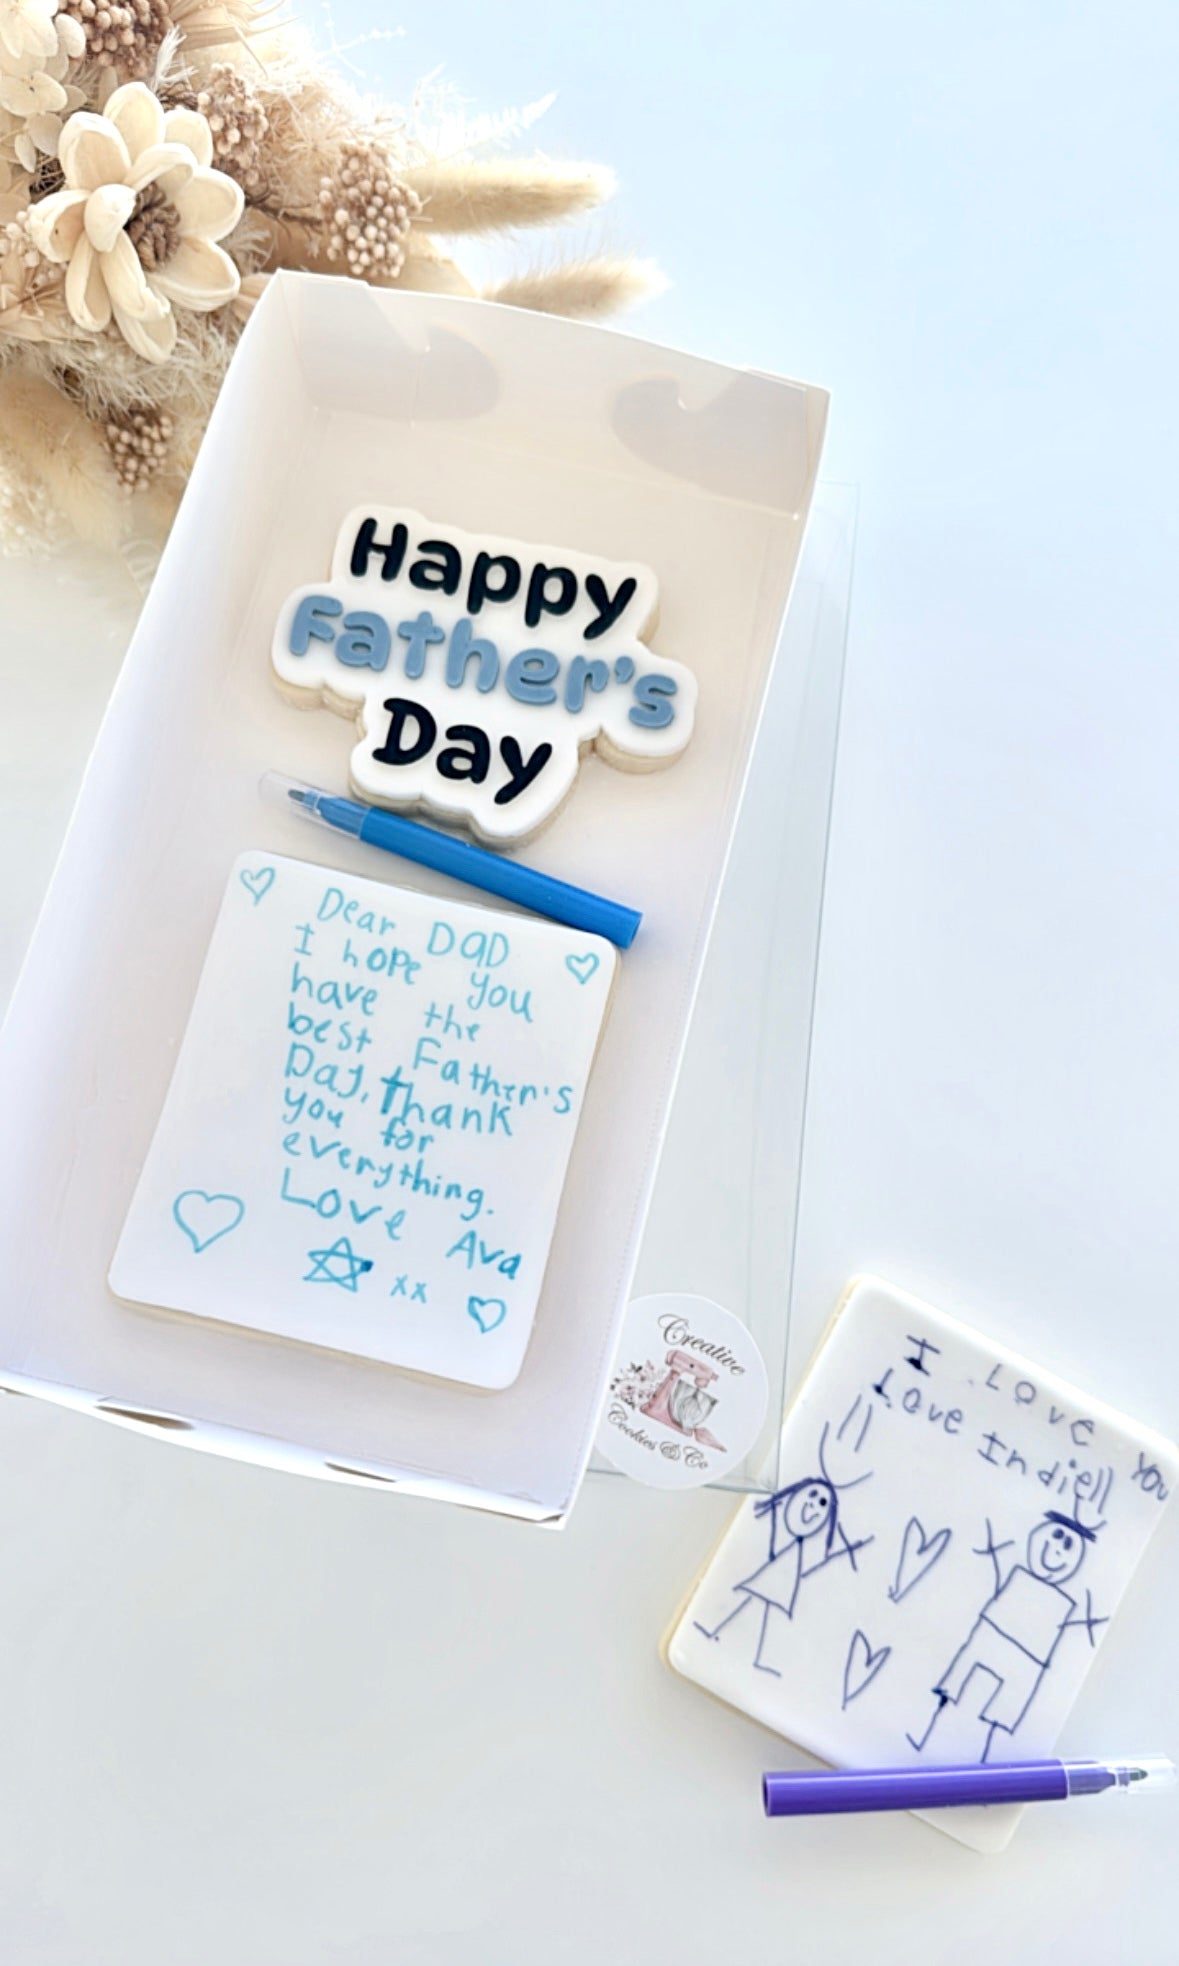 Happy
Father's
Day
Dear DaD
I hope you
have the
best Father's
Day, thank
you for
everything.
Love Ava
xx
Creative
Cookies & Co
I Love You
Love Indiell